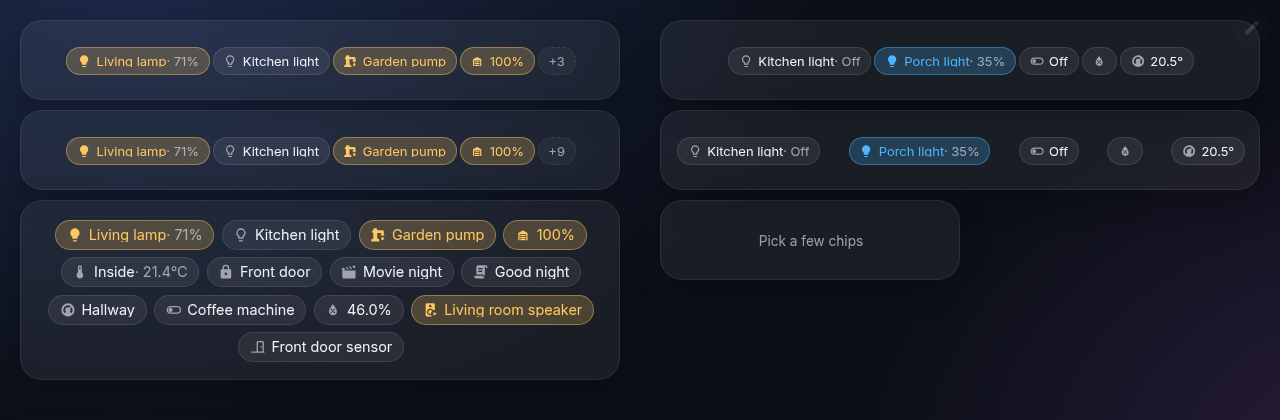 Living lamp · 71% Kitchen light Garden pump 100% +3
Living lamp · 71% Kitchen light Garden pump 100% +9
Living lamp · 71% Kitchen light Garden pump 100%
Inside · 21.4°C Front door Movie night Good night
Hallway Coffee machine 46.0% Living room speaker
Front door sensor
Kitchen light · Off Porch light · 35% Off 20.5°
Kitchen light · Off Porch light · 35% Off 20.5°
Pick a few chips